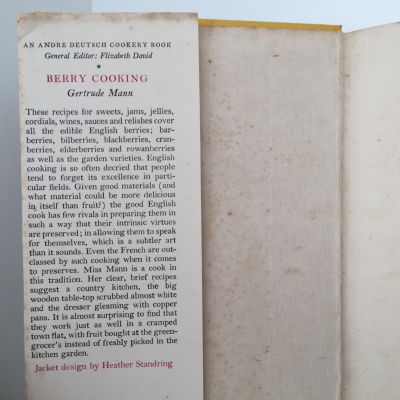 AN ANDRE DEUTSCH COOKERY BOOK
General Editor: Elizabeth David
*
BERRY COOKING
Gertrude Mann
These recipes for sweets, jams, jellies,
cordials, wines, sauces and relishes cover
all the edible English berries; bar-
berries, bilberries, blackberries, cran-
berries, elderberries and rowanberries
as well as the garden varieties. English
cooking is so often decried that people
tend to forget its excellence in parti-
cular fields. Given good materials (and
what material could be more delicious
in itself than fruit?) the good English
cook has few rivals in preparing them in
such a way that their intrinsic virtues
are preserved; in allowing them to speak
for themselves, which is a subtler art
than it sounds. Even the French are out-
classed by such cooking when it comes
to preserves. Miss Mann is a cook in
this tradition. Her clear, brief recipes
suggest a country kitchen, the big
wooden table-top scrubbed almost white
and the dresser gleaming with copper
pans. It is almost surprising to find that
they work just as well in a cramped
town flat, with fruit bought at the green-
grocer's instead of freshly picked in the
kitchen garden.
Jacket design by Heather Standring